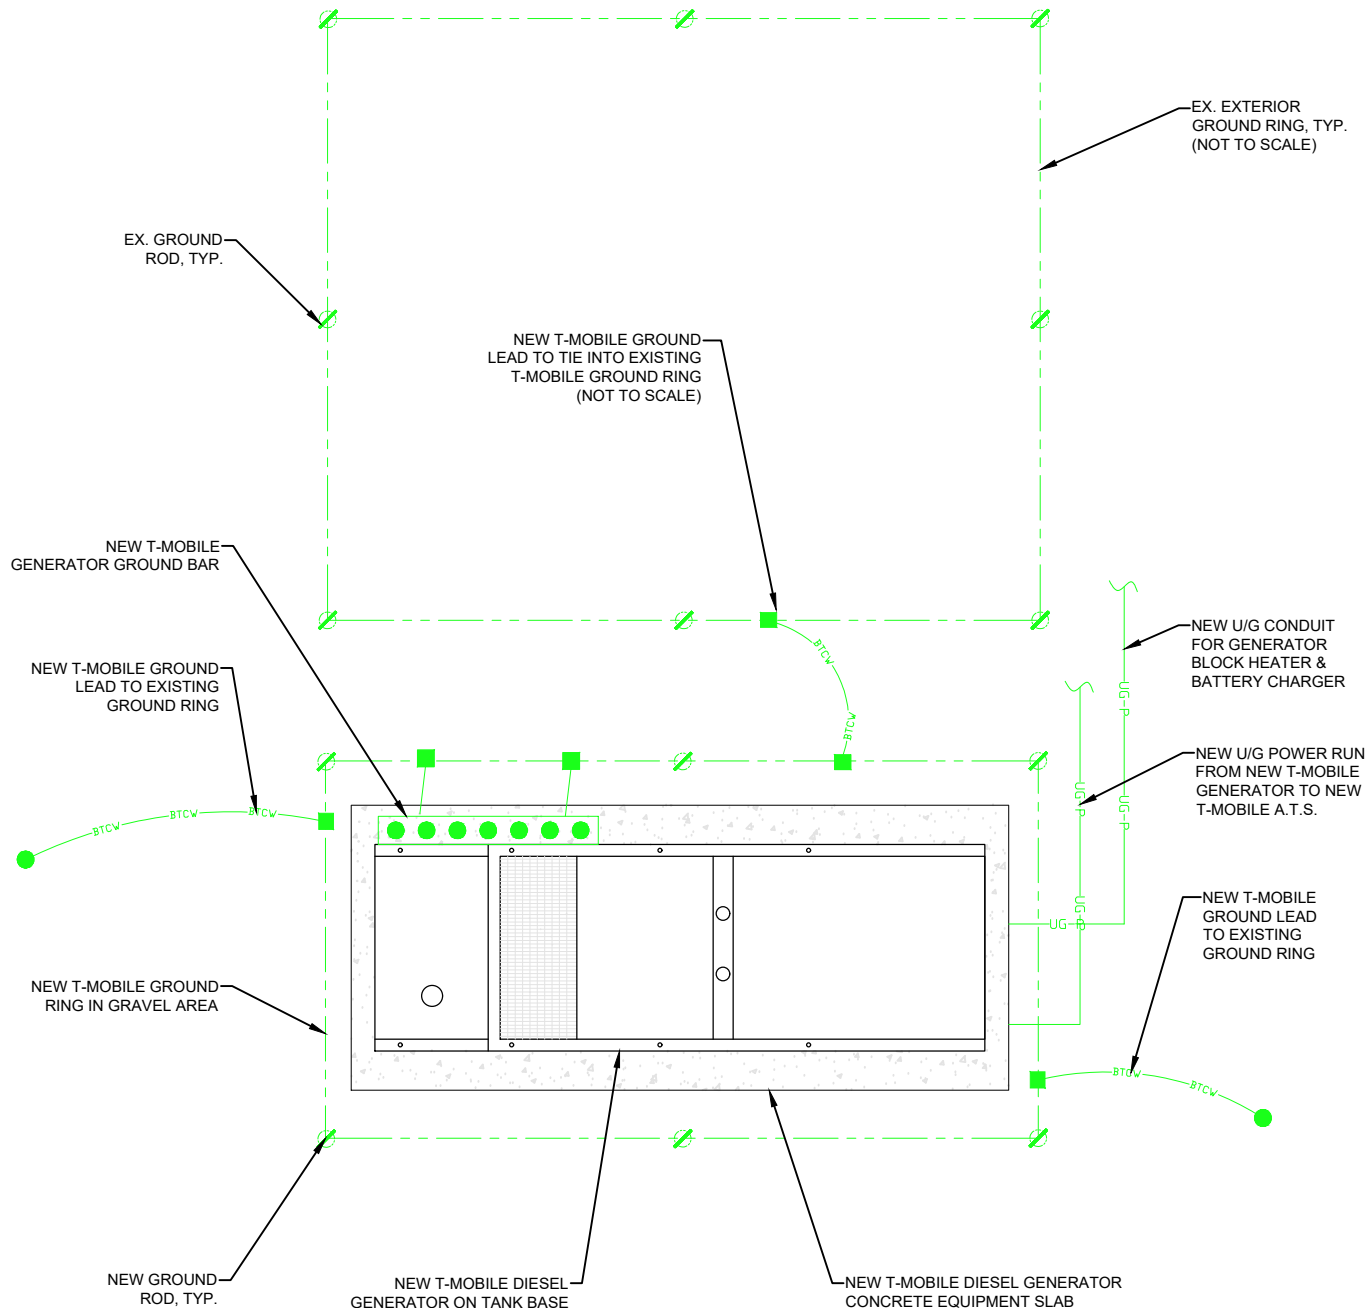 EX. EXTERIOR
GROUND RING, TYP.
(NOT TO SCALE)
EX. GROUND
ROD, TYP.
NEW T-MOBILE GROUND
LEAD TO TIE INTO EXISTING
T-MOBILE GROUND RING
(NOT TO SCALE)
NEW T-MOBILE
GENERATOR GROUND BAR
NEW U/G CONDUIT
FOR GENERATOR
BLOCK HEATER &
BATTERY CHARGER
NEW T-MOBILE GROUND
LEAD TO EXISTING
GROUND RING
BTCW
BTCW
UG-P
UG-P
UG-P
NEW U/G POWER RUN
FROM NEW T-MOBILE
GENERATOR TO NEW
T-MOBILE A.T.S.
BTCW
BTCW
BTCW
UG-P
UG-P
NEW T-MOBILE
GROUND LEAD
TO EXISTING
GROUND RING
NEW T-MOBILE GROUND
RING IN GRAVEL AREA
BTCW
BTCW
NEW GROUND
ROD, TYP.
NEW T-MOBILE DIESEL
GENERATOR ON TANK BASE
NEW T-MOBILE DIESEL GENERATOR
CONCRETE EQUIPMENT SLAB